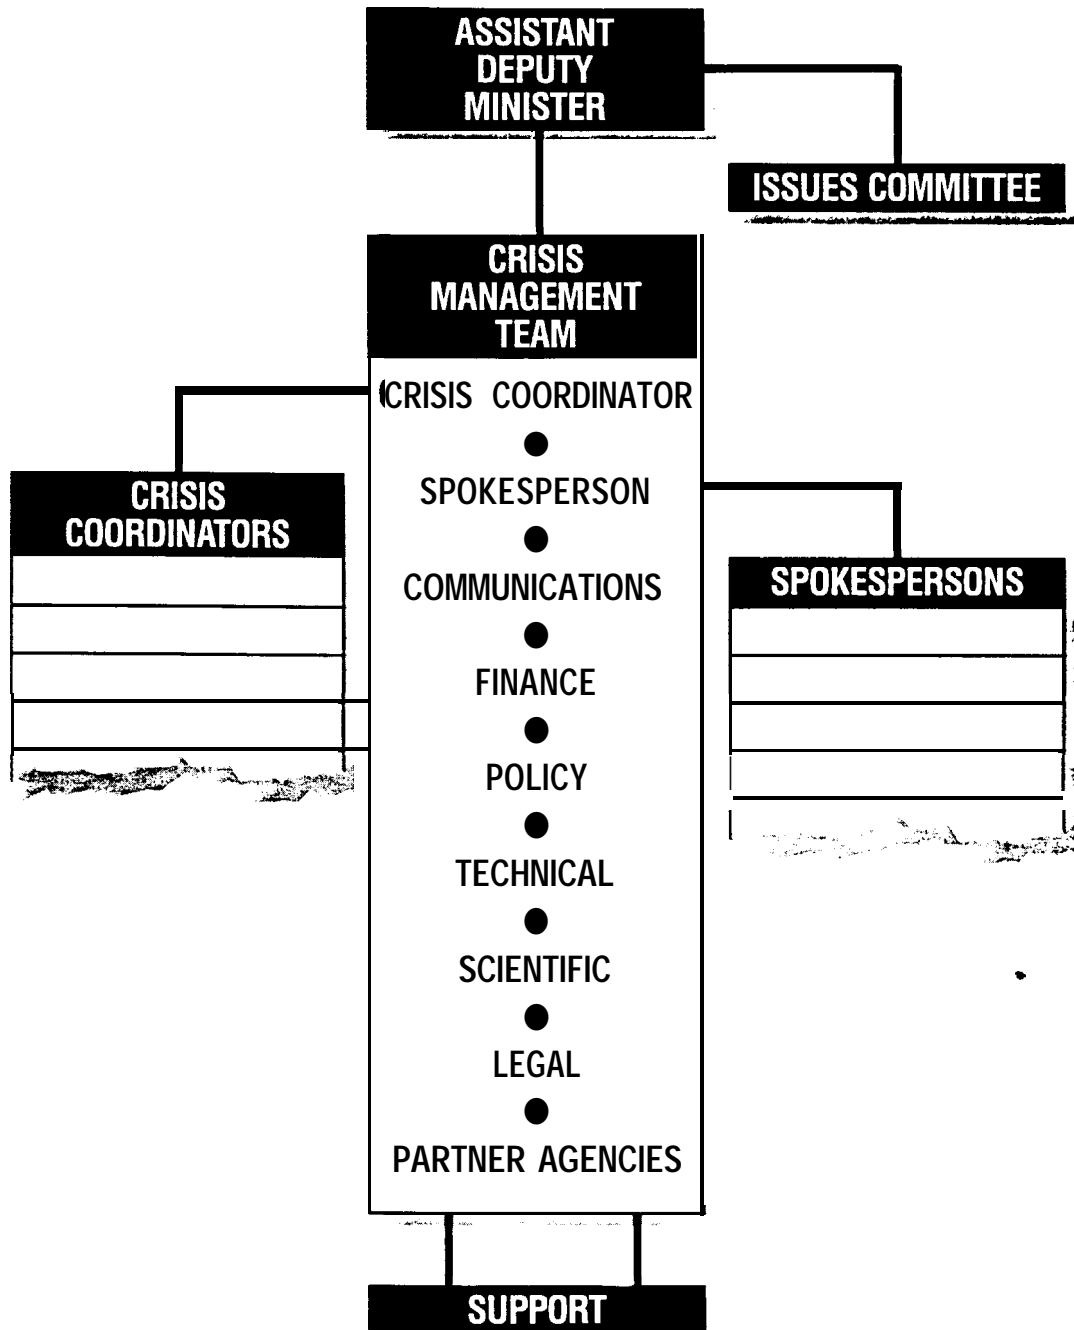 ASSISTANT
DEPUTY
MINISTER
ISSUES COMMITTEE
CRISIS
MANAGEMENT
TEAM
CRISIS COORDINATOR
SPOKESPERSON
COMMUNICATIONS
FINANCE
POLICY
TECHNICAL
SCIENTIFIC
LEGAL
PARTNER AGENCIES
CRISIS
COORDINATORS
SPOKESPERSONS
SUPPORT